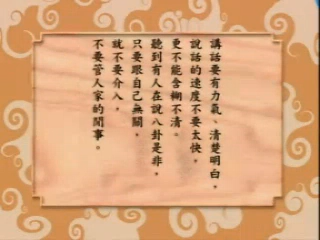 講話要有力氣、清楚明白，
說話的速度不要太快，
更不能含糊不清。
聽到有人在說八卦是非，
只要跟自己無關，
就不要介入，
不要管人家的閒事。